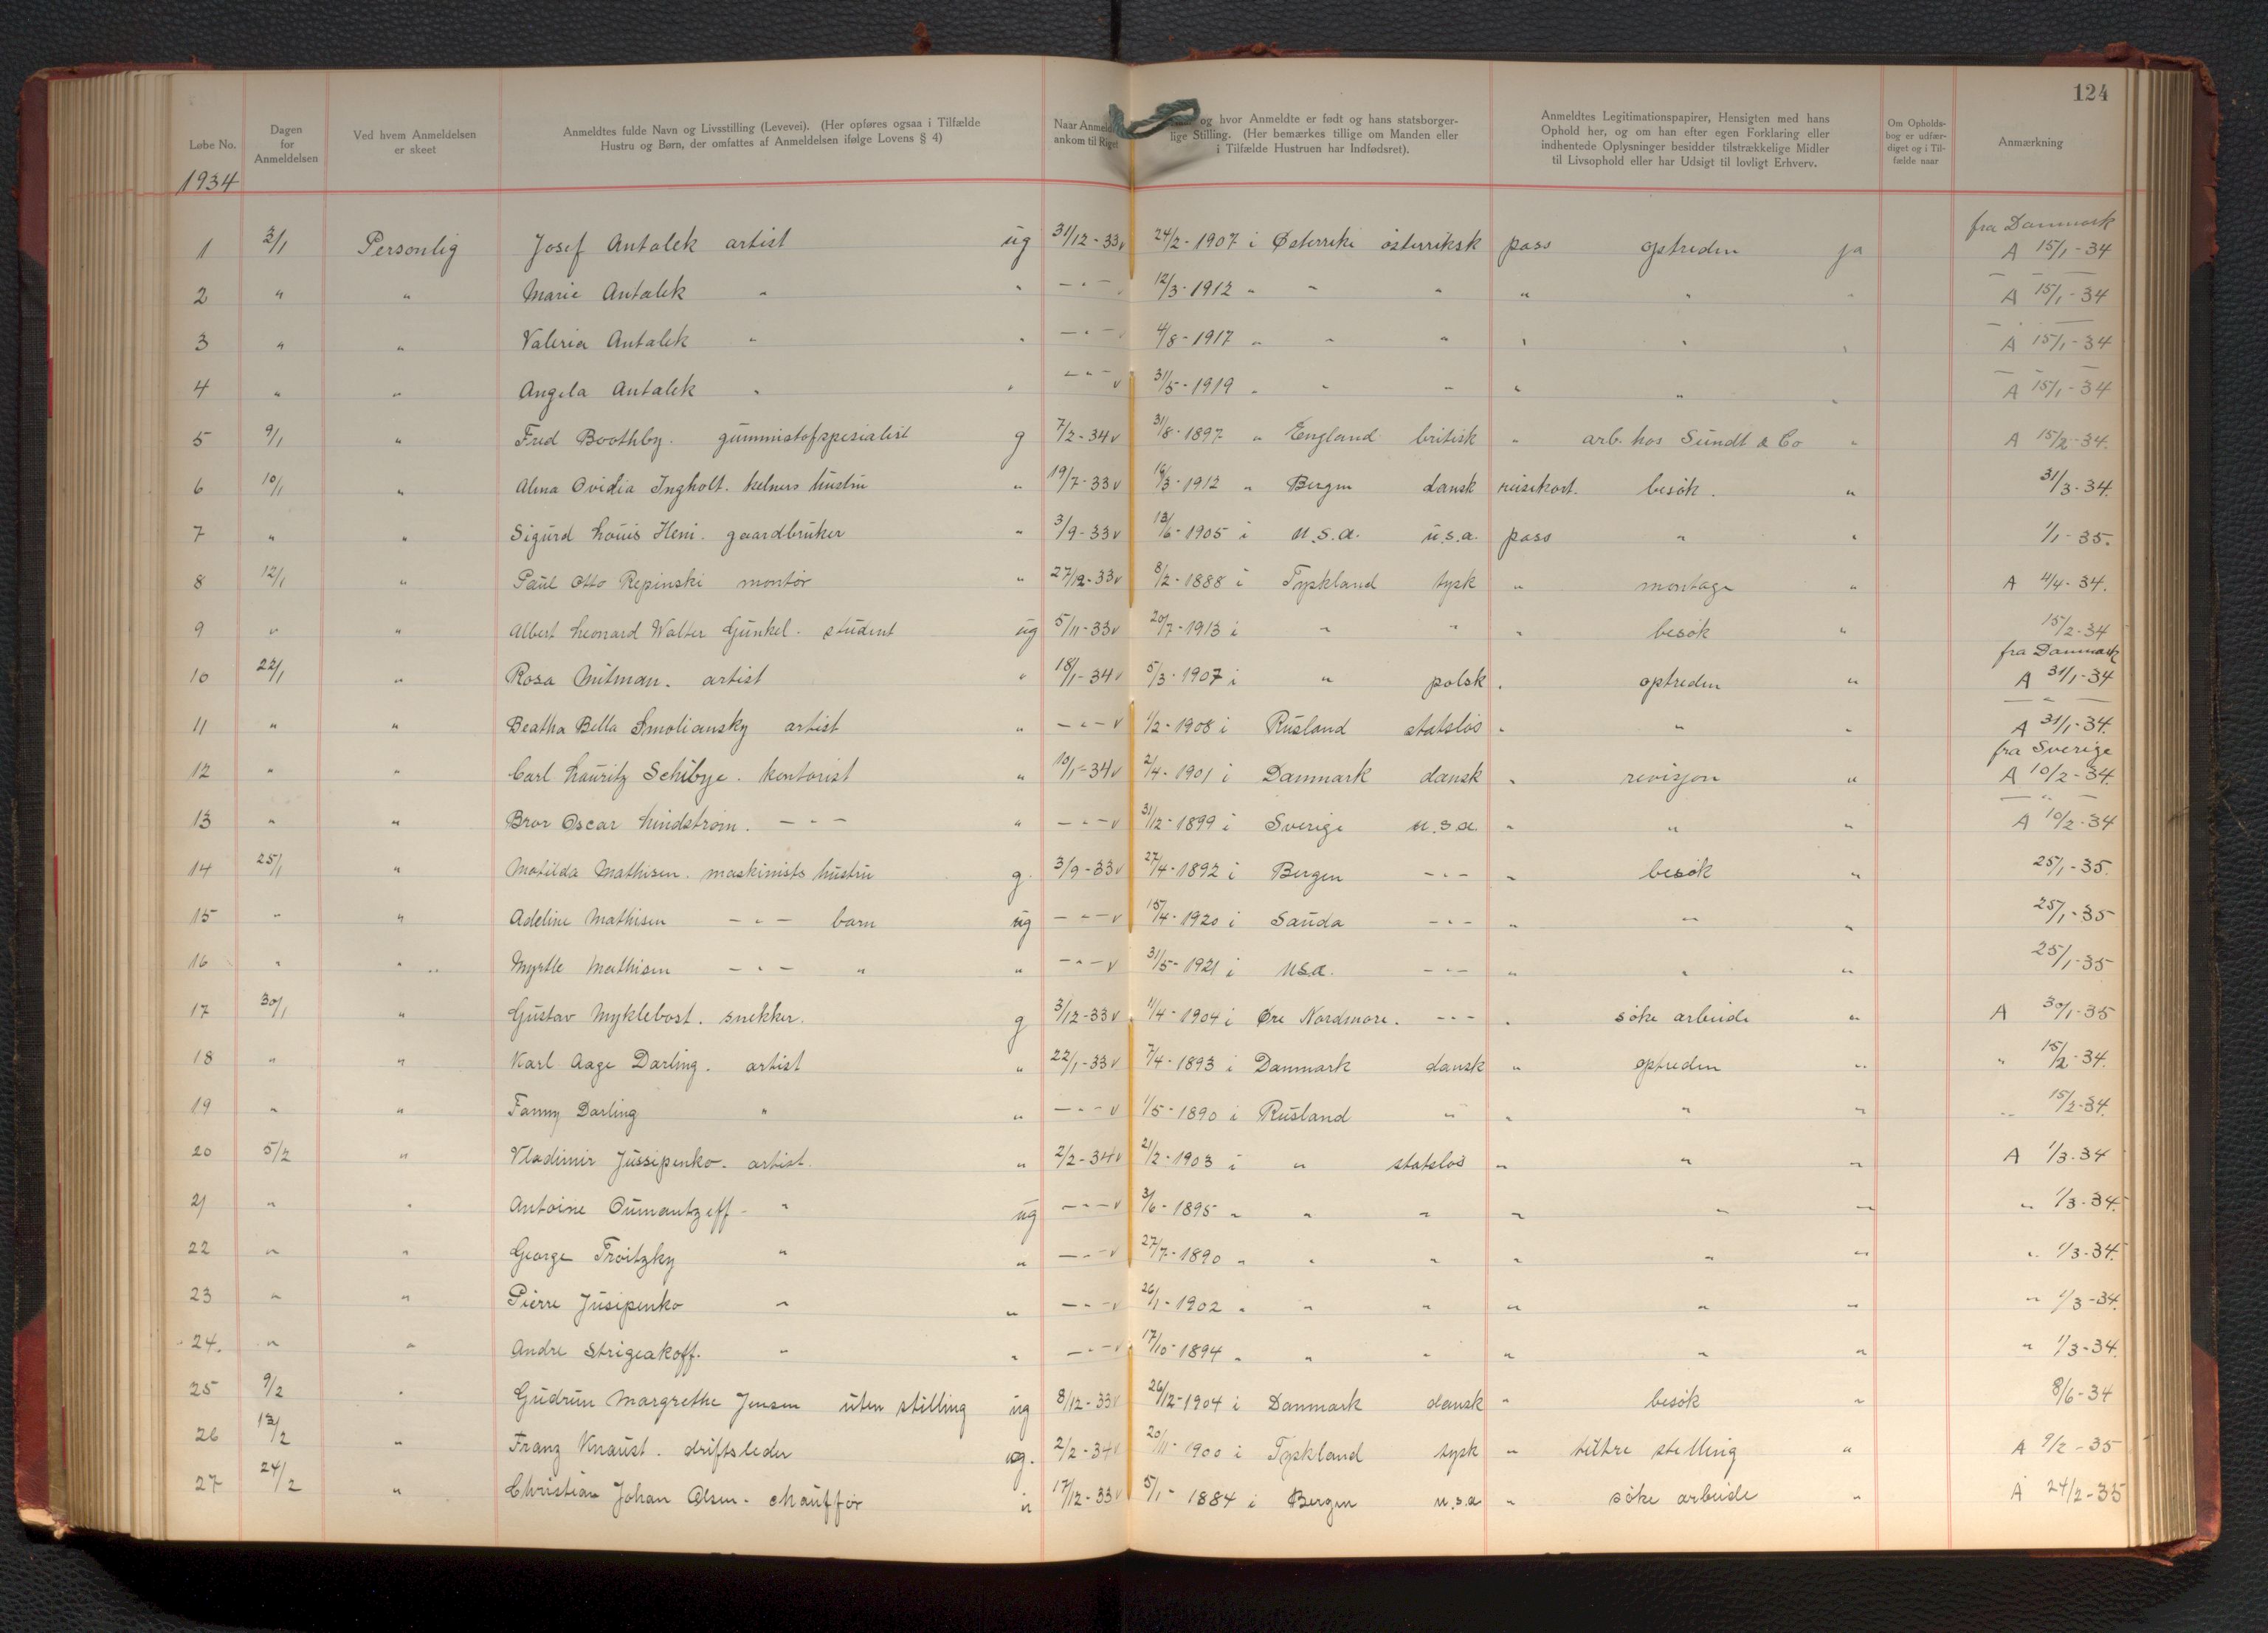 124
Løbe No.
Dagen for Anmeldelsen
Ved hvem Anmeldelsen er skeet
Anmeldtes fulde Navn og Livsstilling (Levevei). (Her opføres ogsaa i Tilfælde Hustru og Børn, der omfattes af Anmeldelsen ifølge Lovens § 4)
Naar Anmeldte ankom til Riget
og hvor Anmeldte er født og hans statsborgerlige Stilling. (Her bemærkes tillige om Manden eller i Tilfælde Hustruen har Indfødsret).
Anmeldtes Legitimationspapirer, Hensigten med hans Ophold her, og om han efter egen Forklaring eller indhentede Oplysninger besidder tilstrækkelige Midler til Livsophold eller har Udsigt til lovligt Erhverv.
Om Opholdsbog er udfærdiget og i Tilfælde naar
Anmærkning
1934
fra Danmark
1 3/1 Personlig Josef Antalek artist ug 31/12-33 v 24/2-1907 i Østerrike østerriksk pass optreden ja A 15/1-34
2 " " Marie Antalek " " - " - 12/3-1912 " " " " " " A 15/1-34
3 " " Valeria Antalek " " - " - 4/8-1917 " " " " " " A 15/1-34
4 " " Angela Antalek " " - " - v 31/5-1919 " " " " " " A 15/1-34
5 9/1 " Fred Boothby. gummistofspesialist g 7/2-34 v 31/8-1897 " England britisk " arb. hos Sundt & Co " A 15/2-34.
6 10/1 " Alma Ovidia Ingholt. kelners hustru " 19/7-33 v /3-1912 " Bergen dansk reisekort. besøk. " 31/3-34.
7 " " Sigurd Louis Heni. gaardbruker " 3/9-33 v 13/6-1905 i U.S.A. u.s.a. pass " " 1/1-35.
8 12/1 " Paul Otto Repinski montör " 27/12-33 v 8/2-1888 i Tyskland tysk " montage " A 4/4-34.
9 " " Albert Leonard Walter Gunkel. student ug 5/11-33 v 20/7-1913 i " " " besøk " 15/2-34
fra Danmark
10 22/1 " Rosa Mitman. artist " 18/1-34 v 5/3-1907 i " polsk " optreden " A 31/1-34
11 " " Beatha Bella Smoliansky artist " - " - v 1/2-1908 i Rusland statsløs " " " A 31/1-34.
fra Sverige
12 " " Carl Lauritz Schibye. kontorist " 10/1-34 v 2/4-1901 i Danmark dansk " revisjon " A 10/2-34.
13 " " Bror Oscar Lindstrøm. - " - " - " - v 31/12-1899 i Sverige u.s.a. " " " A 10/2-34
14 25/1 " Matilda Mathisen. maskinists hustru g. 3/9-33 v 27/4-1892 i Bergen - " - " besøk " 25/1-35.
15 " " Adeline Mathisen - " - barn ug - " - v 15/4-1920 i Sauda - " - " " " 25/1-35
16 " " Myrtle Mathisen - " - " " - " - v 31/5-1921 i U.S.A. - " - " " " 25/1-35
17 30/1 " Gustav Myklebost. snekker. g 3/12-33 v 11/4-1904 i Øre Nordmøre. - " - " søke arbeide " A 30/1-35
18 " " Karl Aage Darling. artist " 22/1-33 v 7/4-1893 i Danmark dansk " optreden " " 15/2-34.
19 " " Fanny Darling " " - " - v 1/5-1890 i Rusland " " " " " 15/2-34.
20 5/2 " Vladimir Jussipenko. artist. " 2/2-34 v 21/2-1903 i " statsløs " " " A 1/3-34
21 " " Antoine Oumantzeff - " ug - " - v 3/6-1895 " " " " " " " 1/3-34.
22 " " George Troitzky " " - " - v 27/7-1890 " " " " " " " 1/3-34.
23 " " Pierre Jusipenko " " - " - v 26/1-1902 " " " " " " " 1/3-34.
24. " " Andre Strigeakoff. " " - " - v 17/10-1894 " " " " " " " 1/3-34.
25 9/2 " Gudrun Margrethe Jensen uten stilling ug 8/12-33 v 26/12-1904 i Danmark dansk " besøk " 8/6-34
26 13/2 " Franz Knaust. driftsleder ug. 2/2-34 v 20/11-1900 i Tyskland tysk " tiltre stilling " A 9/2-35
27 24/2 " Christian Johan Olsen. chauffør " 17/12-33 v 5/1-1884 i Bergen u.s.a " søke arbeide " A 24/2-35